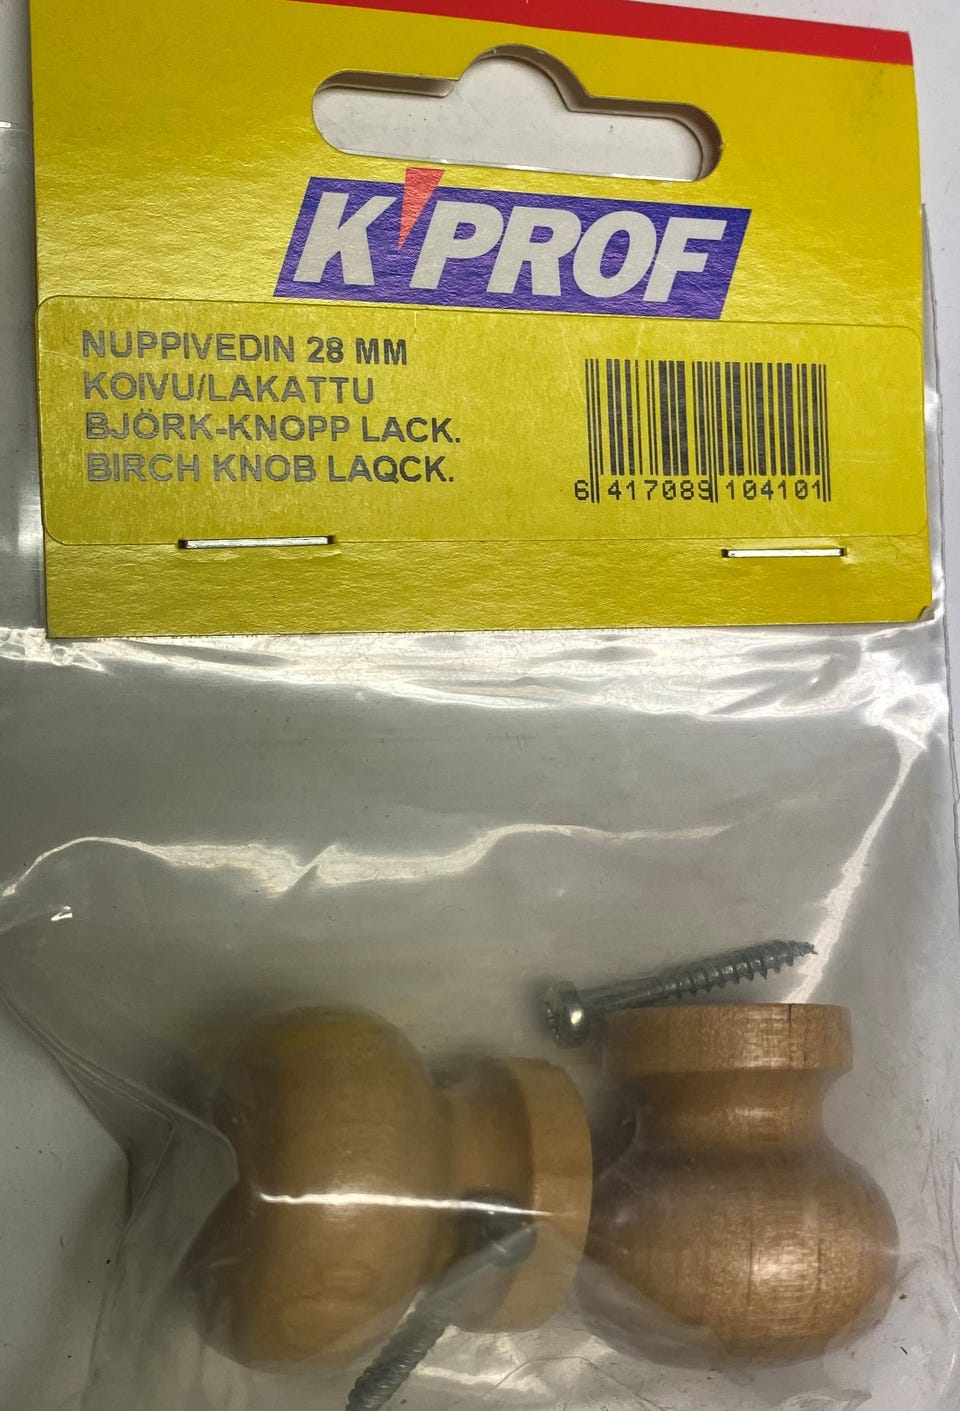 K'PROF
NUPPIVEDIN 28 MM
KOIVU/LAKATTU
BJÖRK-KNOPP LACK.
BIRCH KNOB LAQCK.
6 417089 104101